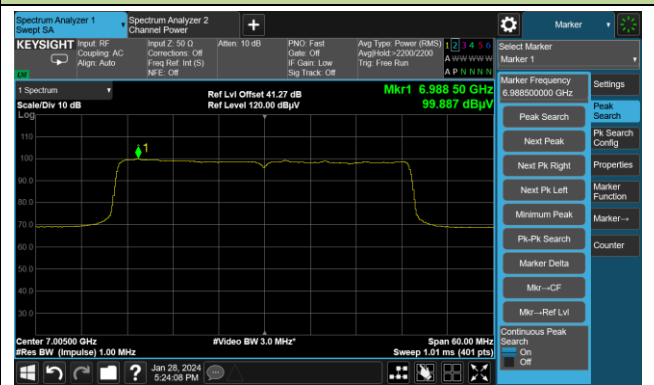 Spectrum Analyzer 1
Swept SA
Spectrum Analyzer 2
Channel Power
+
Marker
KEYSIGHT
Input: RF
Coupling: AC
Align: Auto
Input Z: 50 Ω
Corrections: Off
Freq Ref: Int (S)
NFE: Off
Atten: 10 dB
PNO: Fast
Gate: Off
IF Gain: Low
Sig Track: Off
Avg Type: Power (RMS)
Avg|Hold:>2200/2200
Trig: Free Run
1 2 3 4 5 6
A W W W W W
A P N N N N
LXI
Select Marker
Marker 1
1 Spectrum
Scale/Div 10 dB
Log
Ref Lvl Offset 41.27 dB
Ref Level 120.00 dBµV
Mkr1 6.988 50 GHz
99.887 dBµV
Marker Frequency
6.988500000 GHz
Peak Search
Next Peak
Next Pk Right
Next Pk Left
Minimum Peak
Pk-Pk Search
Marker Delta
Mkr→CF
Mkr→Ref Lvl
Continuous Peak
Search
On
Off
Settings
Peak
Search
Pk Search
Config
Properties
Marker
Function
Marker→
Counter
110
100
90.0
80.0
70.0
60.0
50.0
40.0
30.0
1
Center 7.00500 GHz
#Res BW (Impulse) 1.00 MHz
#Video BW 3.0 MHz*
Span 60.00 MHz
Sweep 1.01 ms (401 pts)
?
Jan 28, 2024
5:24:08 PM